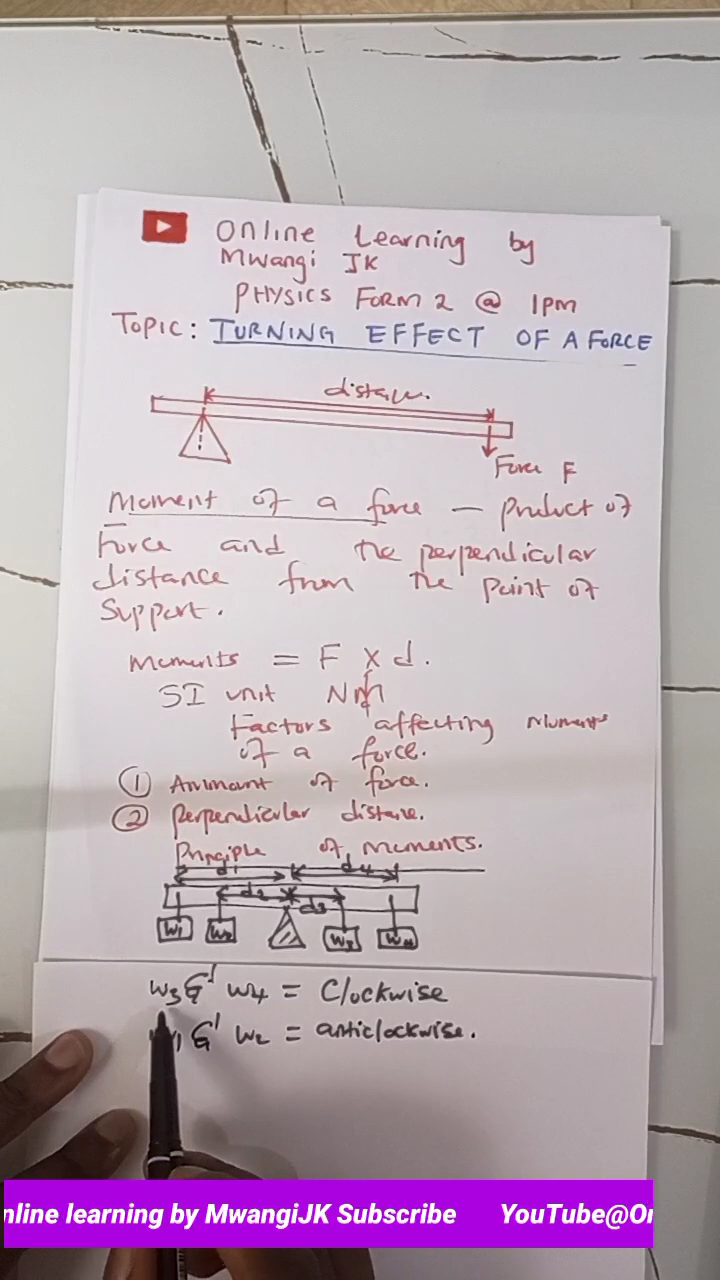 Online Learning by
Mwangi JK
PHYSICS FORM 2 @ 1pm
TOPIC: TURNING EFFECT OF A FORCE
distance.
Force F
Moment of a force — Product of
Force and the perpendicular
distance from the point of
Support.
Moments = F x d.
SI unit Nm
Factors affecting Moments
of a force.
① Ammount of force.
② Perpendicular distance.
Principle of Moments.
d1 d4
d2 d3
W1 W2 W3 W4
W3 & W4 = Clockwise
W1 & W2 = anticlockwise.
nline learning by MwangiJK Subscribe YouTube@O